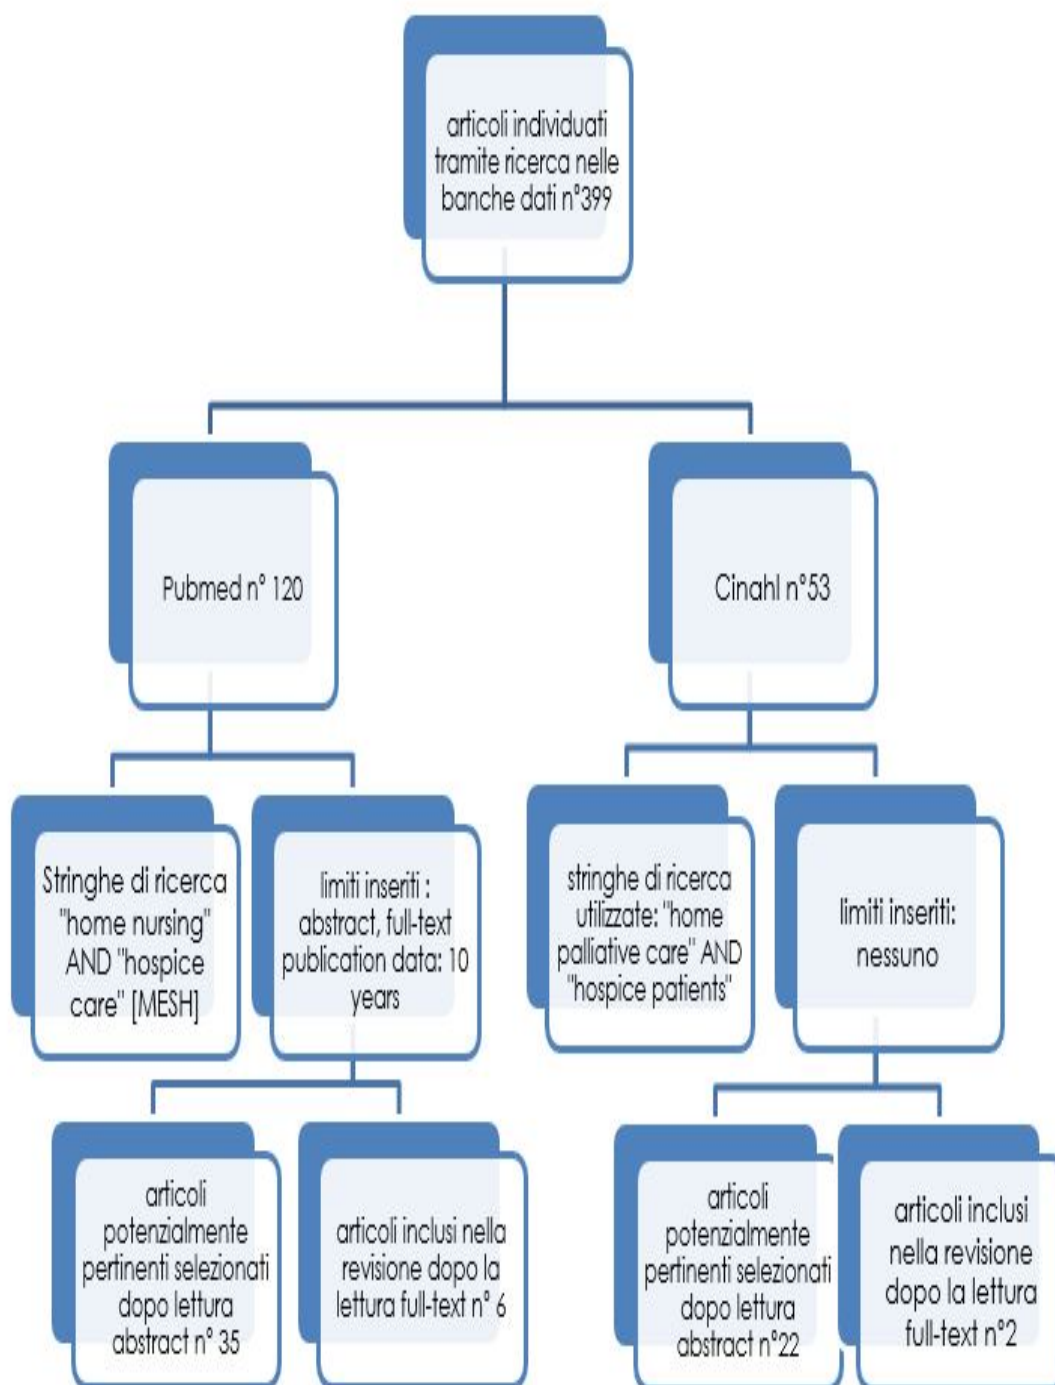 articoli individuati
tramite ricerca nelle
banche dati n°399
Pubmed n° 120
Cinahl n°53
Stringhe di ricerca
"home nursing"
AND "hospice
care" [MESH]
limiti inseriti :
abstract, full-text
publication data: 10
years
stringhe di ricerca
utilizzate: "home
palliative care" AND
"hospice patients"
limiti inseriti:
nessuno
articoli
potenzialmente
pertinenti selezionati
dopo lettura
abstract n° 35
articoli inclusi nella
revisione dopo la
lettura full-text n° 6
articoli
potenzialmente
pertinenti selezionati
dopo lettura
abstract n°22
articoli inclusi
nella revisione
dopo la lettura
full-text n°2